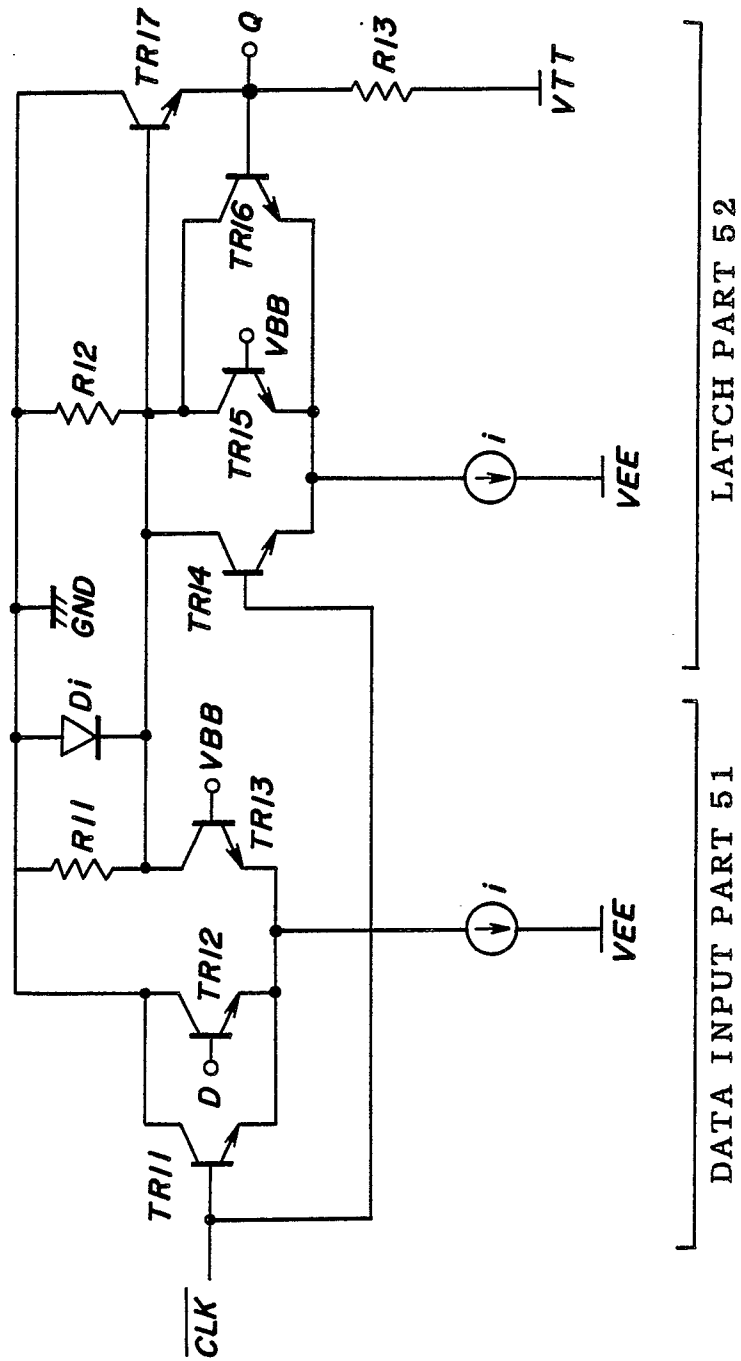 R11
Di
GND
R12
TR17
Q
D
TR12
VBB
TR13
TR11
TR14
TR15
VBB
TR16
R13
CLK
i
VEE
i
VEE
VTT
DATA INPUT PART 51
LATCH PART 52